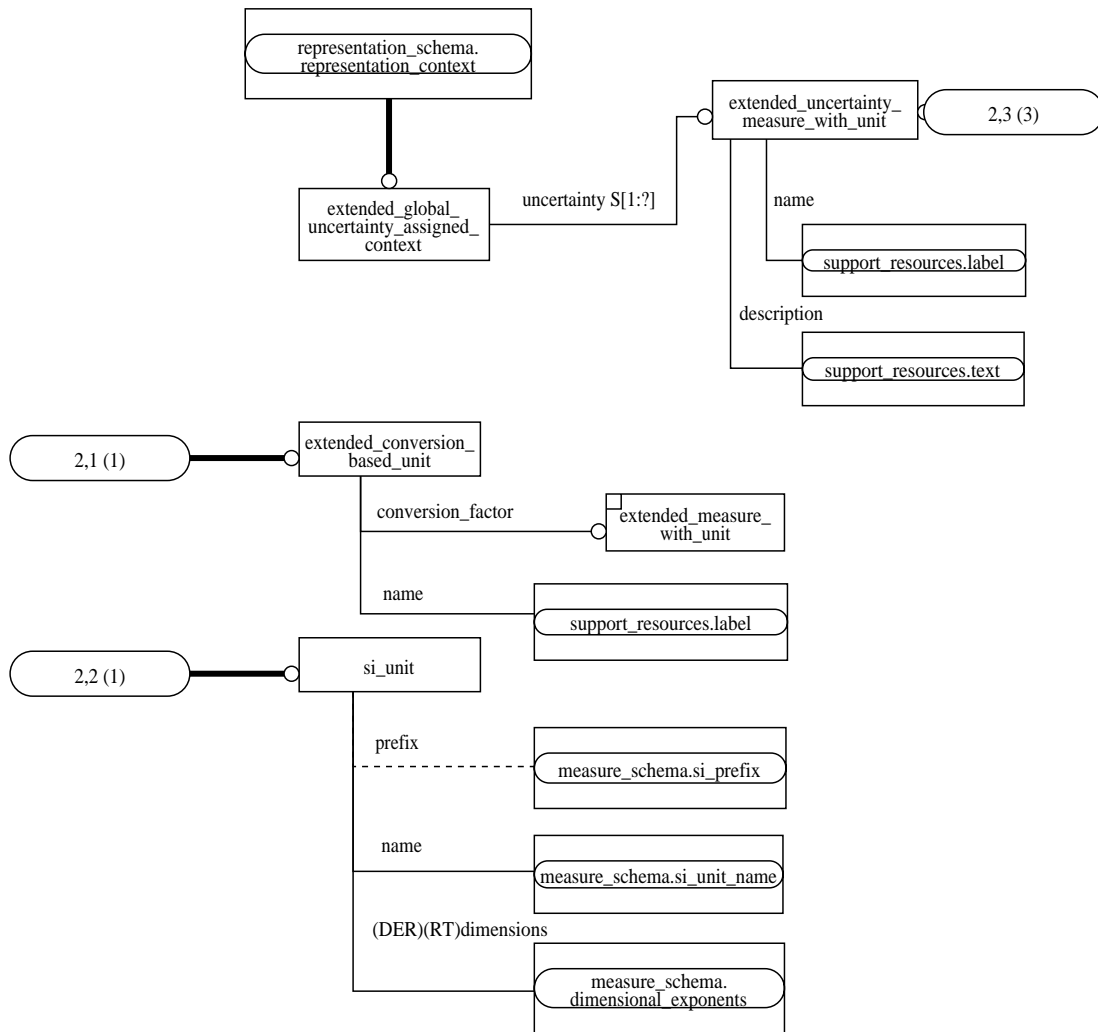 representation_schema.
representation_context
extended_uncertainty_
measure_with_unit
2,3 (3)
uncertainty S[1:?]
name
extended_global_
uncertainty_assigned_
context
support_resources.label
description
support_resources.text
2,1 (1)
extended_conversion_
based_unit
conversion_factor
extended_measure_
with_unit
name
support_resources.label
2,2 (1)
si_unit
prefix
measure_schema.si_prefix
name
measure_schema.si_unit_name
(DER)(RT)dimensions
measure_schema.
dimensional_exponents